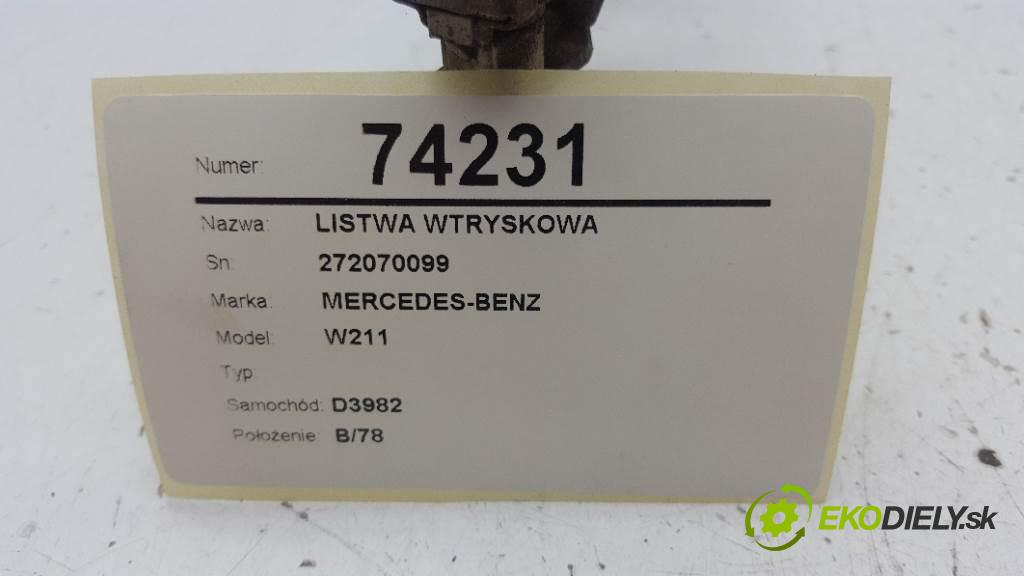 Numer: 74231
Nazwa: LISTWA WTRYSKOWA
Sn: 272070099
Marka: MERCEDES-BENZ
Model: W211
Typ
Samochód: D3982
Położenie: B/78
EKODIELY.sk